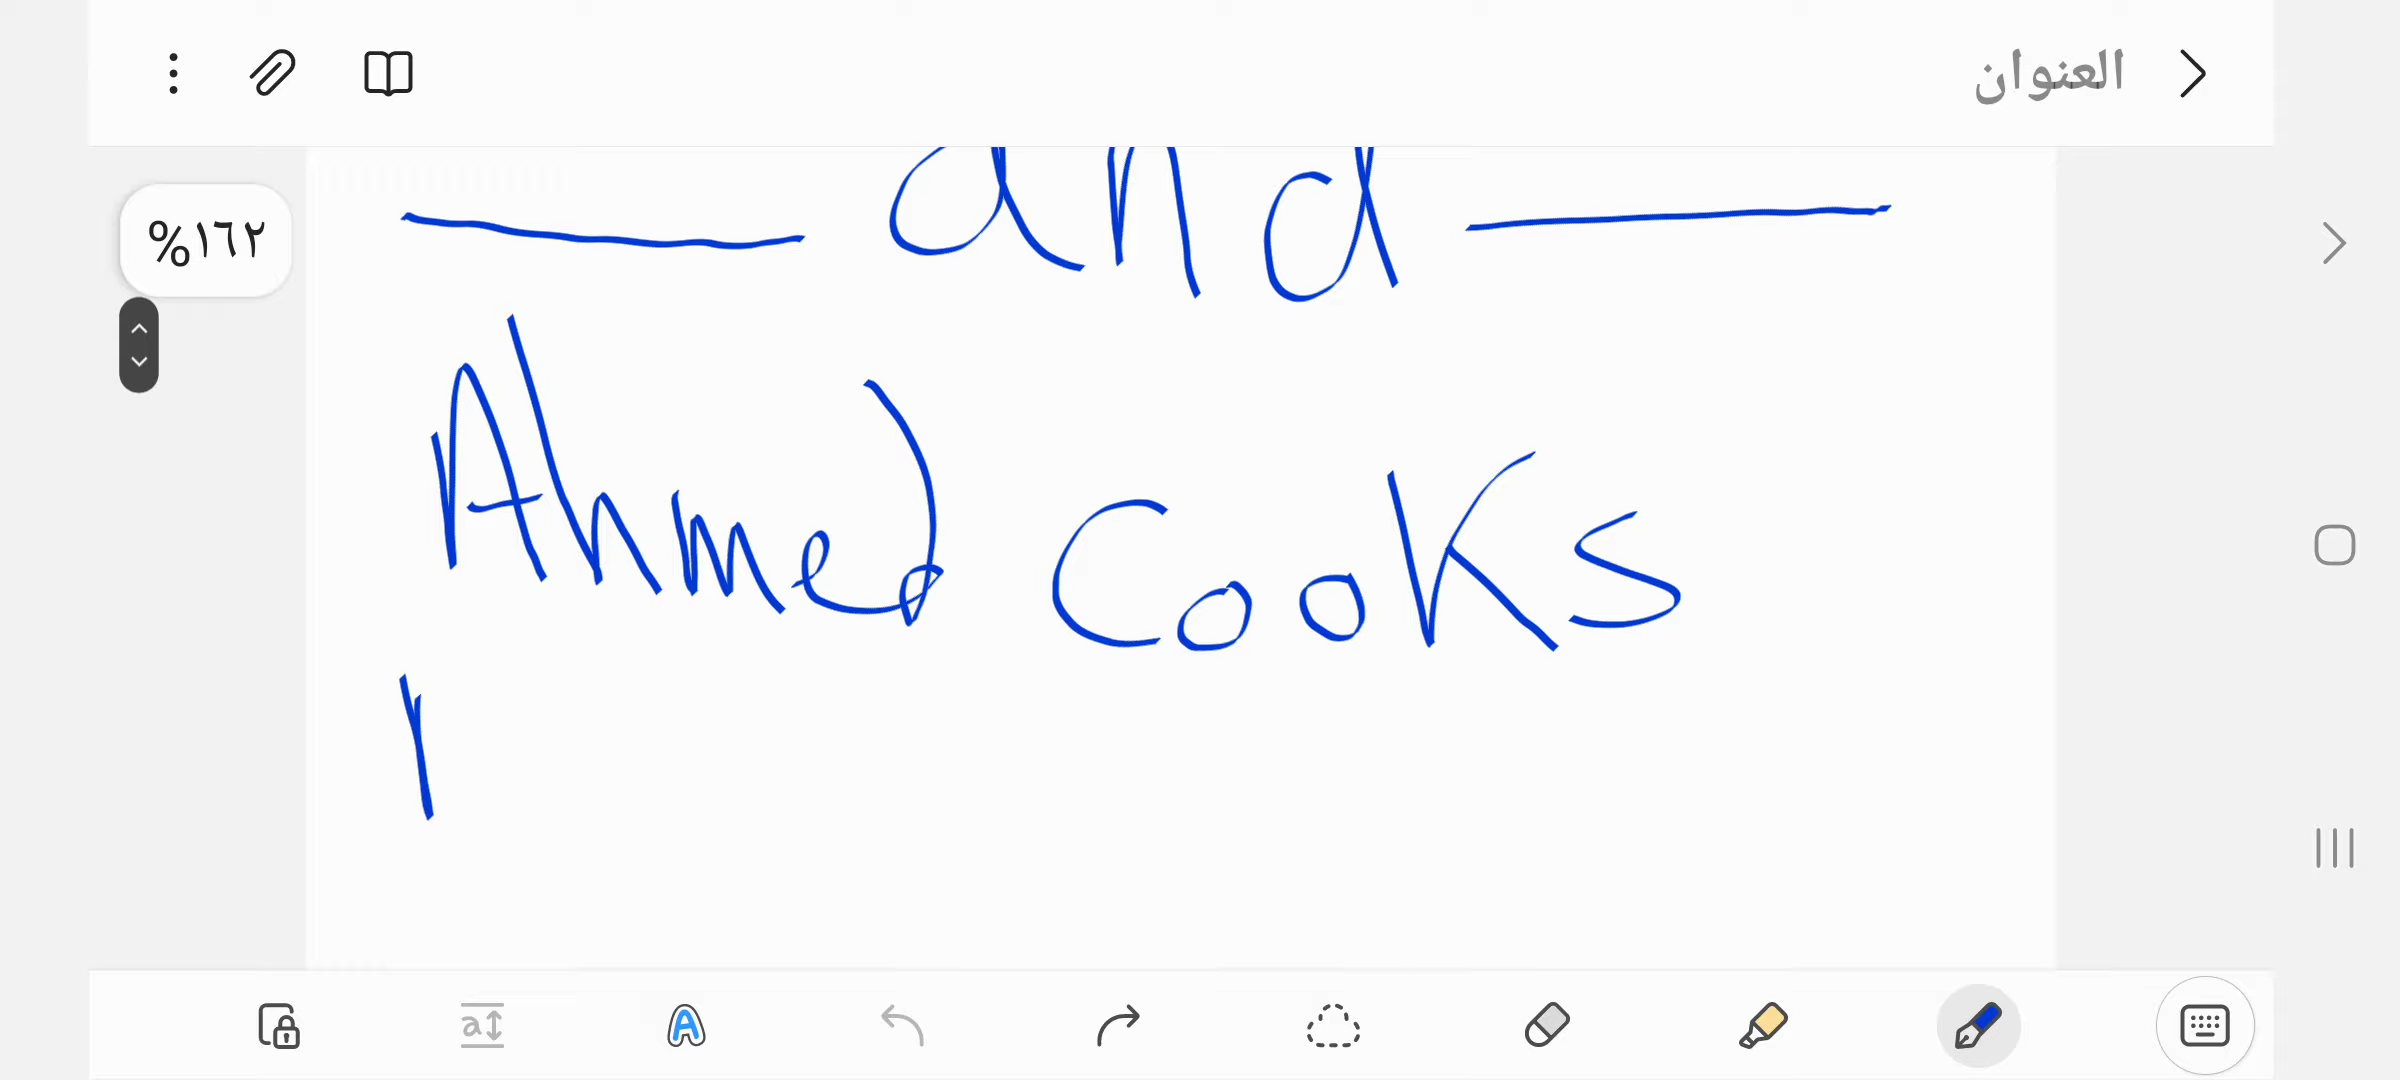 العنوان
%١٦٢
— and —
Ahmed cooks